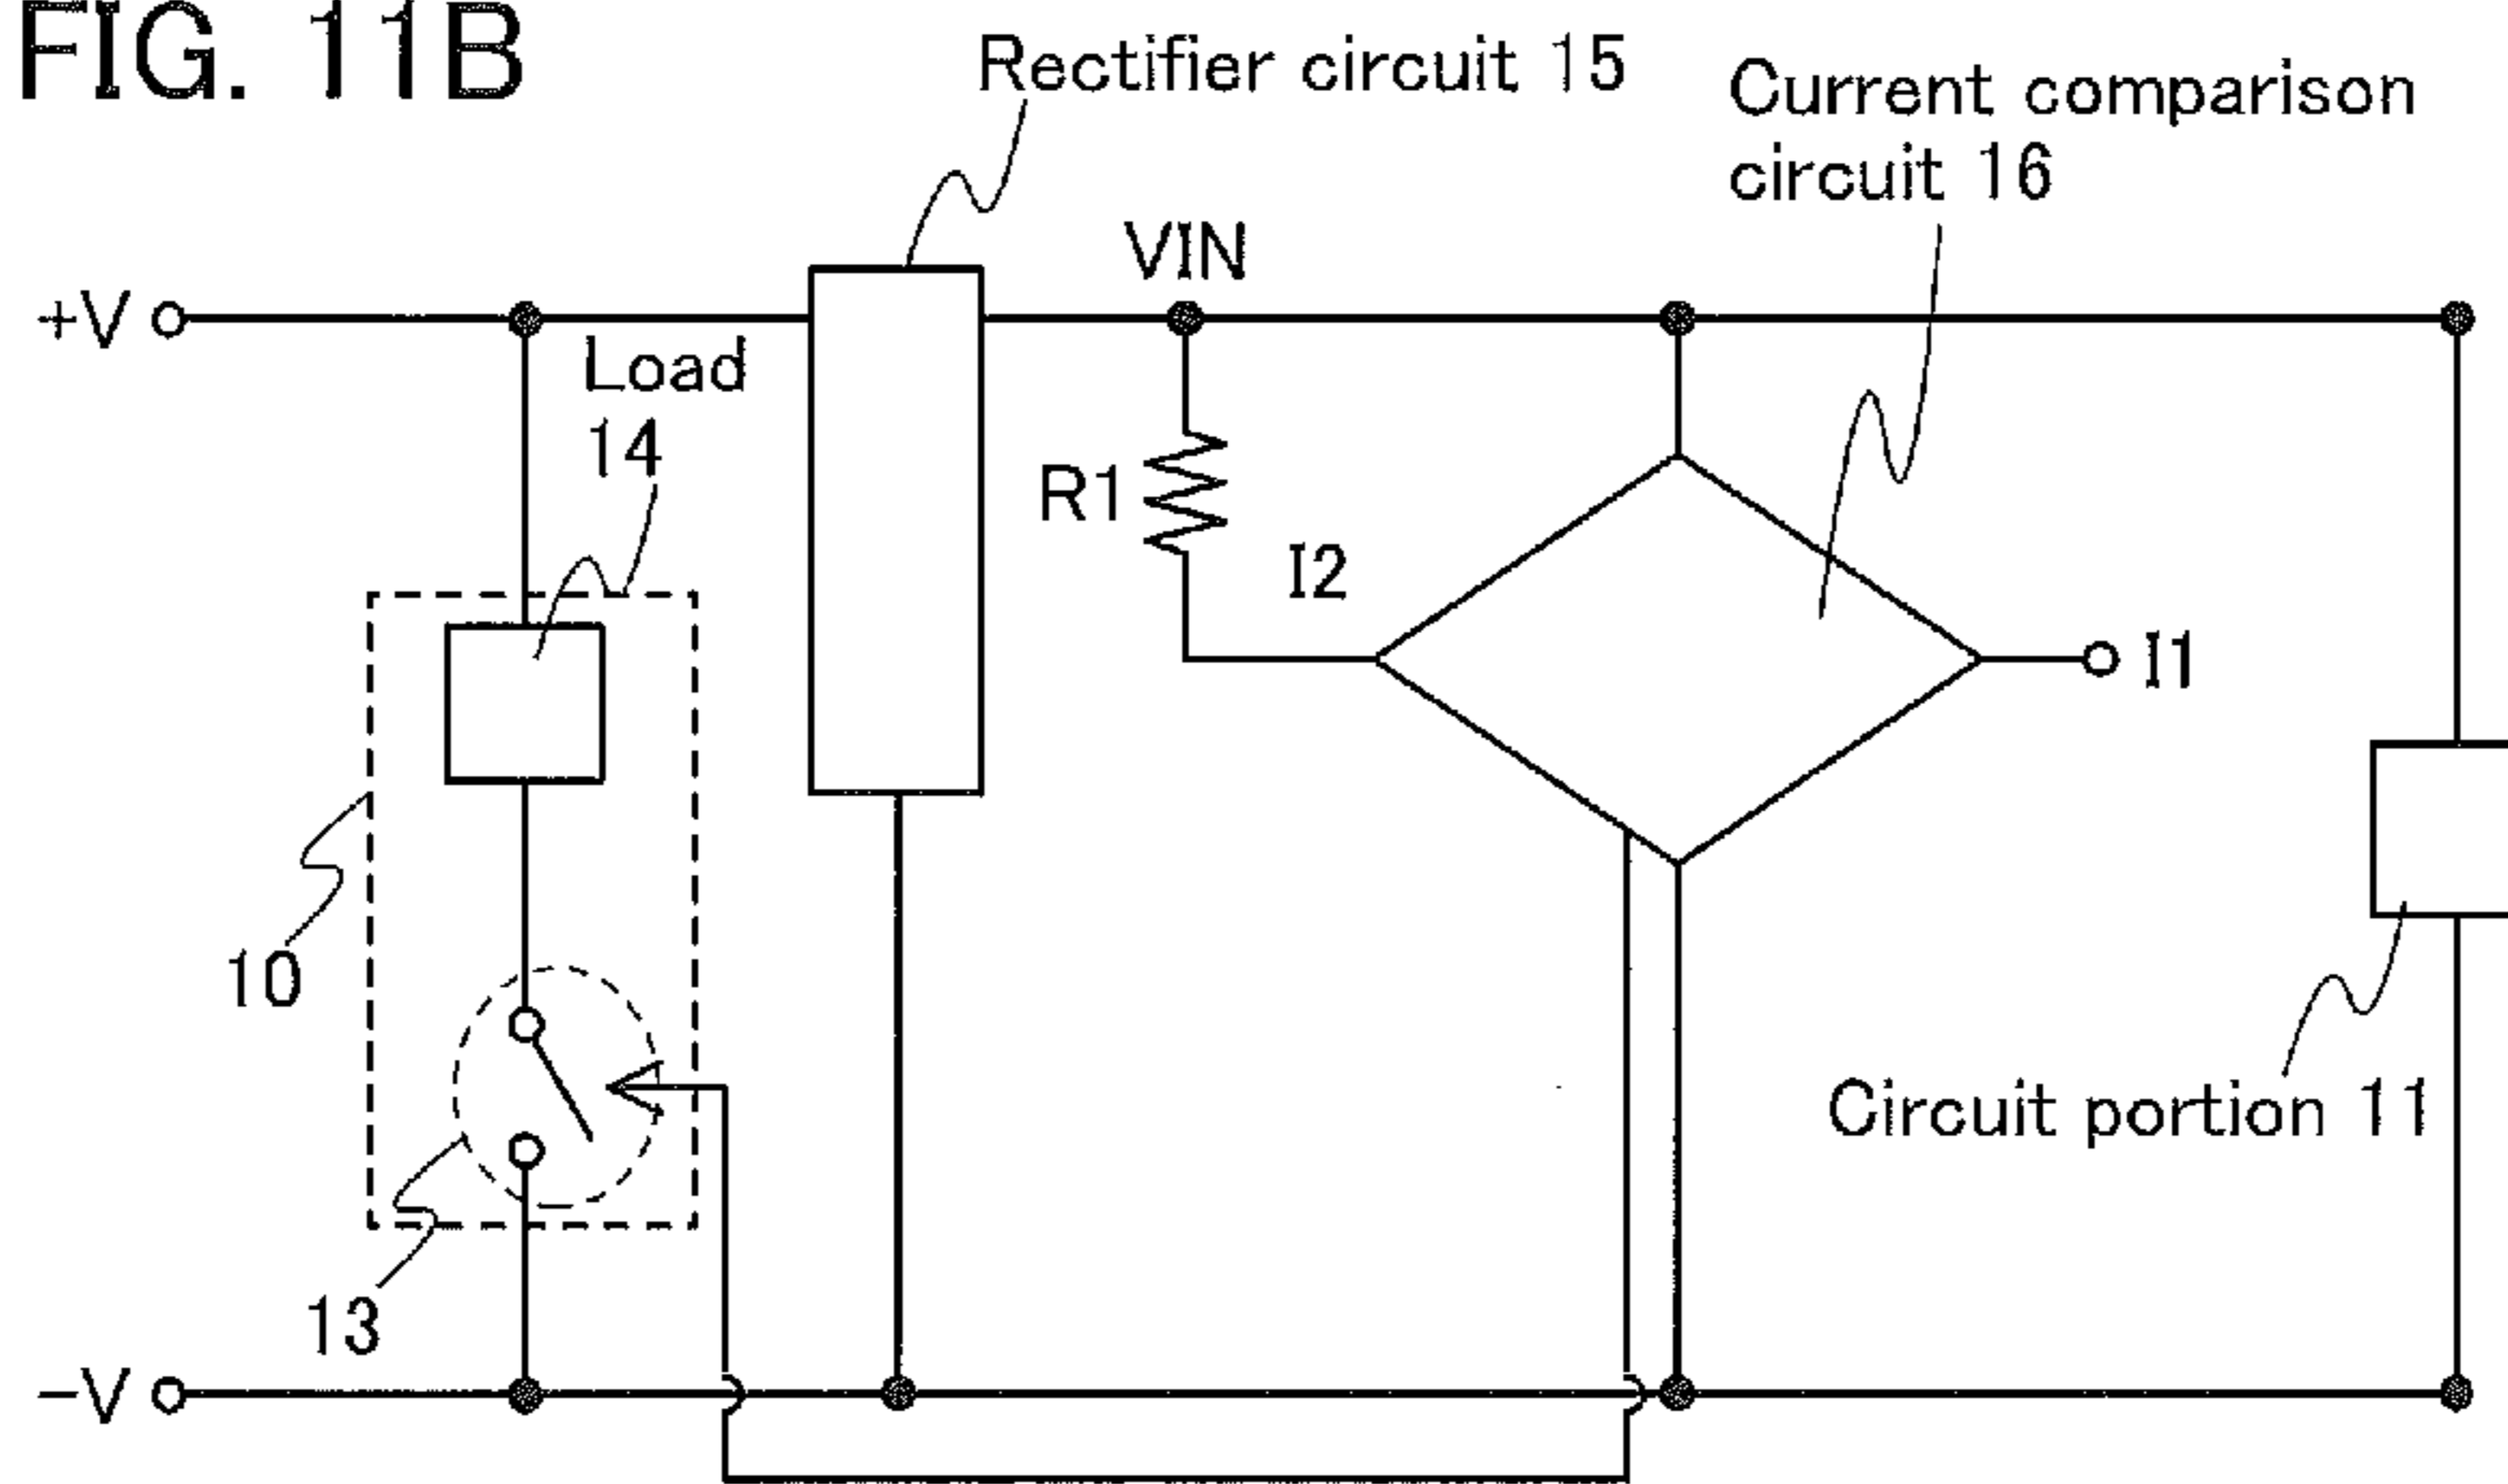 FIG. 11B
Rectifier circuit 15
Current comparison
circuit 16
VIN
+V
Load
14
R1
I2
I1
10
Circuit portion 11
13
-V